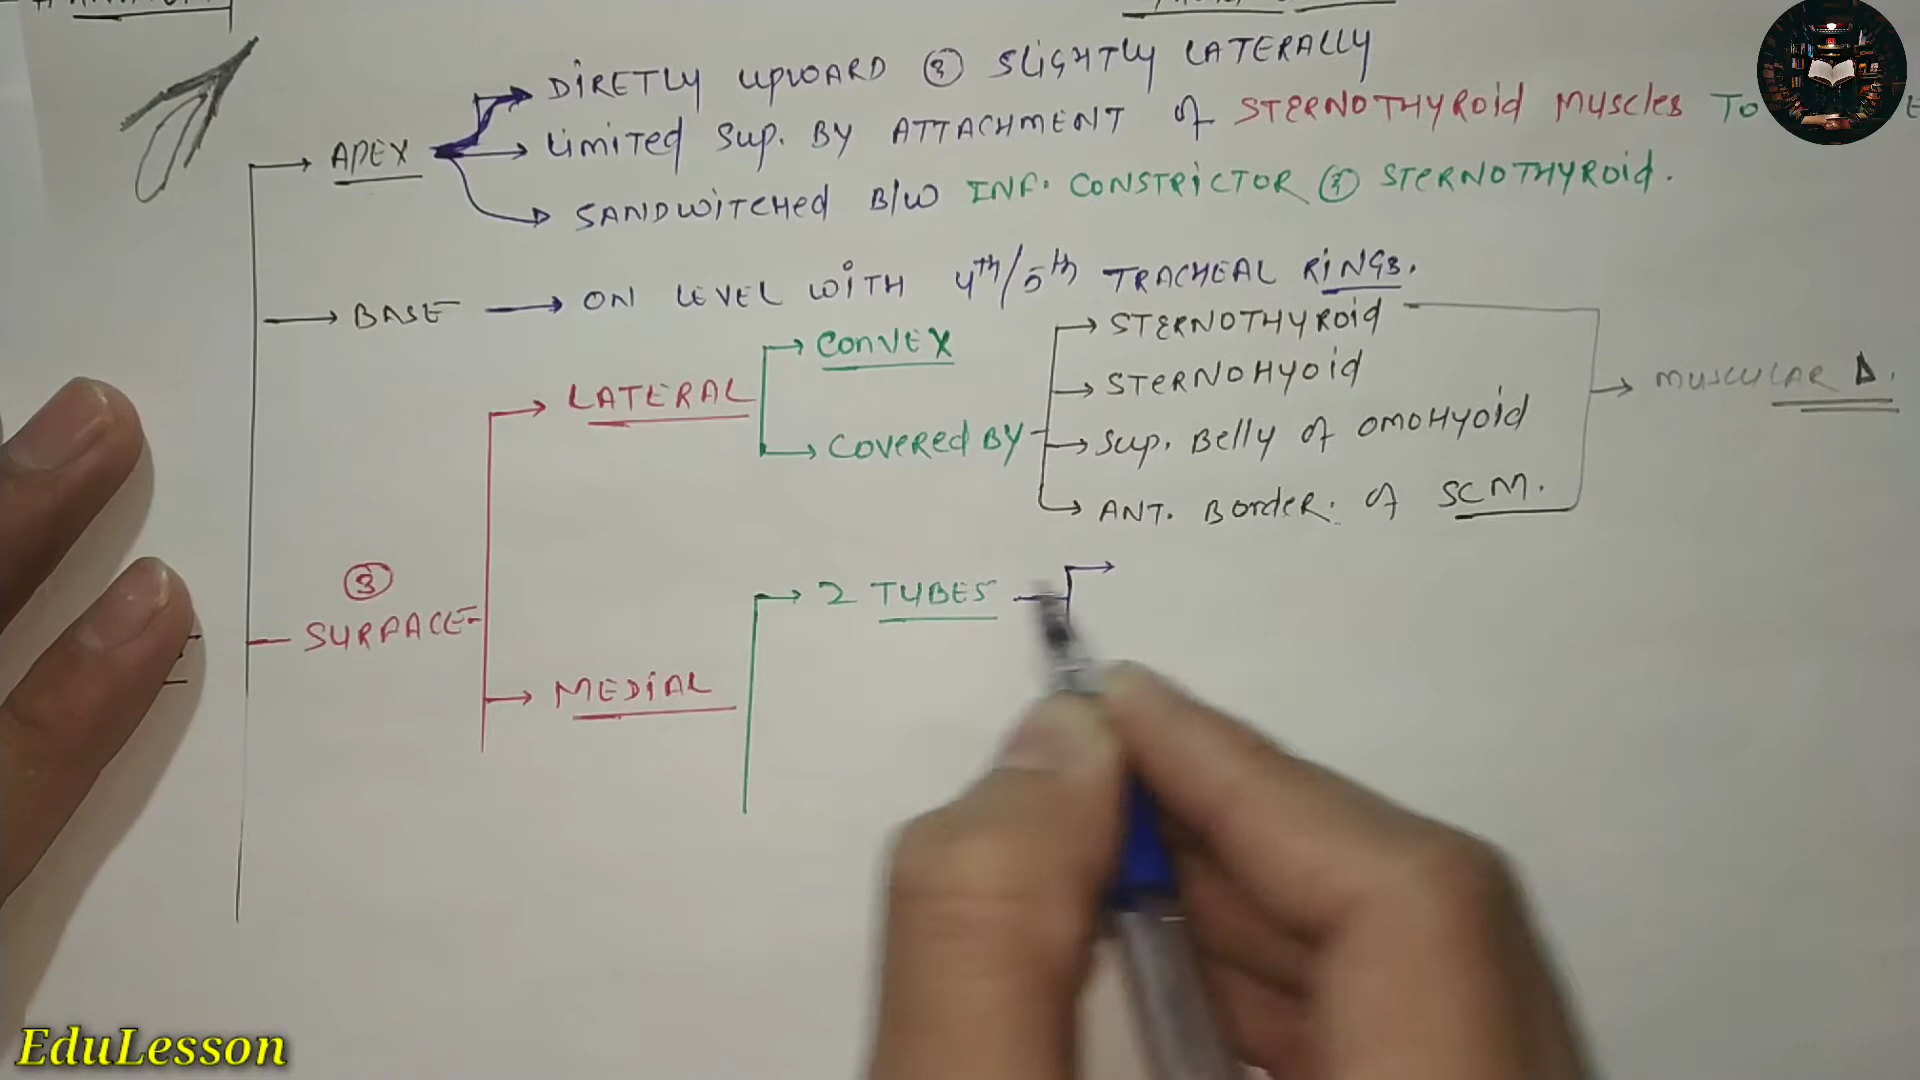 DIRETLY UPWARD & SLIGHTLY LATERALLY
APEX
LIMITED SUP. BY ATTACHMENT of STERNOTHYROID MUSCLES TO
SANDWITCHED B/W INF. CONSTRICTOR & STERNOTHYROID.
BASE ON LEVEL WITH 4th/5th TRACHEAL RINGS.
CONVEX
STERNOTHYROID
LATERAL
STERNOHYOID
MUSCULAR Δ.
COVERED BY
SUP. BELLY of OMOHYOID
ANT. BORDER. of SCM.
3
SURFACE
2 TUBES
MEDIAL
EduLesson